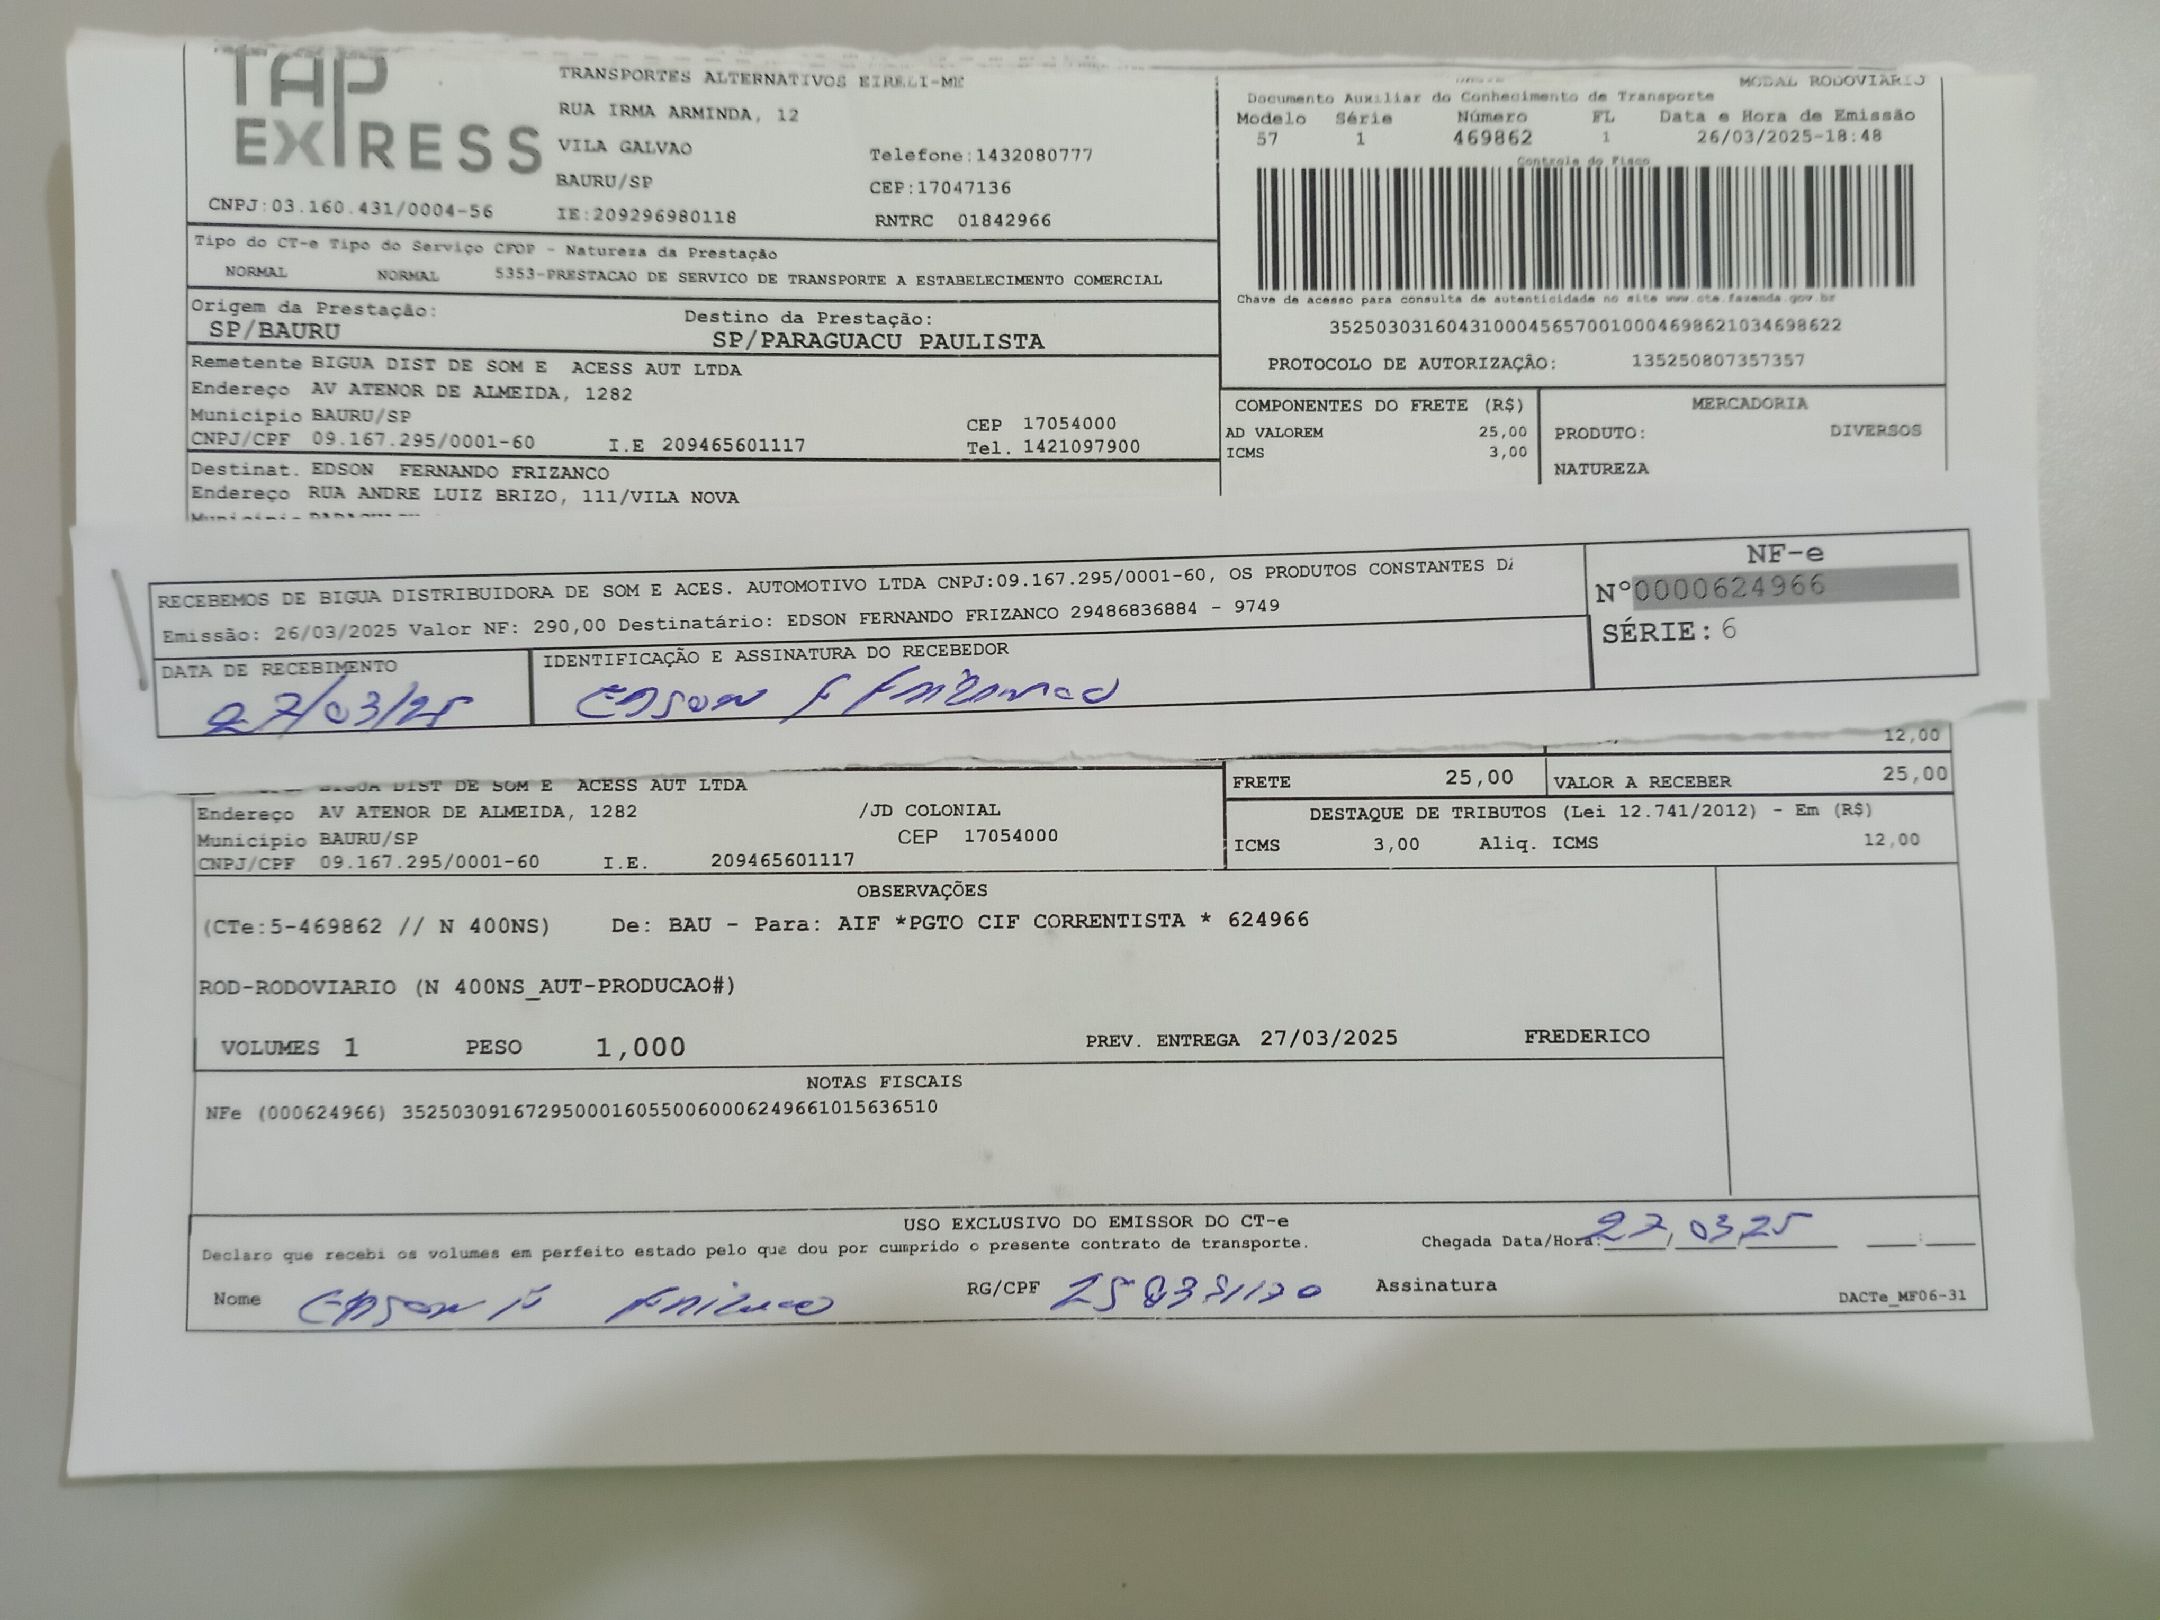 TAP EXPRESS
TRANSPORTES ALTERNATIVOS EIRELI-ME
RUA IRMA ARMINDA, 12
VILA GALVAO
Telefone:1432080777
BAURU/SP
CEP:17047136
CNPJ:03.160.431/0004-56
IE:209296980118
RNTRC 01842966
MODAL RODOVIARIO
Documento Auxiliar do Conhecimento de Transporte
Modelo Série Número FL Data e Hora de Emissão
57 1 469862 1 26/03/2025-18:48
Controle do Fisco
Chave de acesso para consulta de autenticidade no site www.cte.fazenda.gov.br
35250303160431000456570010004698621034698622
PROTOCOLO DE AUTORIZAÇÃO: 135250807357357
Tipo do CT-e Tipo do Serviço CFOP - Natureza da Prestação
NORMAL NORMAL 5353-PRESTACAO DE SERVICO DE TRANSPORTE A ESTABELECIMENTO COMERCIAL
Origem da Prestação: Destino da Prestação:
SP/BAURU SP/PARAGUACU PAULISTA
Remetente BIGUA DIST DE SOM E ACESS AUT LTDA
Endereço AV ATENOR DE ALMEIDA, 1282
Municipio BAURU/SP CEP 17054000
CNPJ/CPF 09.167.295/0001-60 I.E 209465601117 Tel. 1421097900
COMPONENTES DO FRETE (R$)
AD VALOREM 25,00
ICMS 3,00
MERCADORIA
PRODUTO: DIVERSOS
NATUREZA
Destinat. EDSON FERNANDO FRIZANCO
Endereço RUA ANDRE LUIZ BRIZO, 111/VILA NOVA
RECEBEMOS DE BIGUA DISTRIBUIDORA DE SOM E ACES. AUTOMOTIVO LTDA CNPJ:09.167.295/0001-60, OS PRODUTOS CONSTANTES
Emissão: 26/03/2025 Valor NF: 290,00 Destinatário: EDSON FERNANDO FRIZANCO 29486836884 - 9749
NF-e
Nº0000624966
SÉRIE:6
DATA DE RECEBIMENTO
27/03/25
IDENTIFICAÇÃO E ASSINATURA DO RECEBEDOR
Edson F Frizanco
12,00
BIGUA DIST DE SOM E ACESS AUT LTDA
Endereço AV ATENOR DE ALMEIDA, 1282 /JD COLONIAL
Municipio BAURU/SP CEP 17054000
CNPJ/CPF 09.167.295/0001-60 I.E. 209465601117
FRETE 25,00 VALOR A RECEBER 25,00
DESTAQUE DE TRIBUTOS (Lei 12.741/2012) - Em (R$)
ICMS 3,00 Aliq. ICMS 12,00
OBSERVAÇÕES
(CTe:5-469862 // N 400NS) De: BAU - Para: AIF *PGTO CIF CORRENTISTA * 624966
ROD-RODOVIARIO (N 400NS_AUT-PRODUCAO#)
VOLUMES 1 PESO 1,000 PREV. ENTREGA 27/03/2025 FREDERICO
NOTAS FISCAIS
NFe (000624966) 35250309167295000160550060006249661015636510
USO EXCLUSIVO DO EMISSOR DO CT-e
Declaro que recebi os volumes em perfeito estado pelo que dou por cumprido o presente contrato de transporte.
Chegada Data/Hora: 27/03/25
Nome Edson F Frizanco RG/CPF Assinatura
DACTe_MF06-31